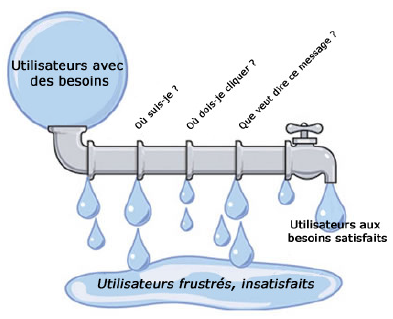 Utilisateurs avec
des besoins
Où suis-je ?
Où dois-je cliquer ?
Que veut dire ce message ?
Utilisateurs aux
besoins satisfaits
Utilisateurs frustrés, insatisfaits